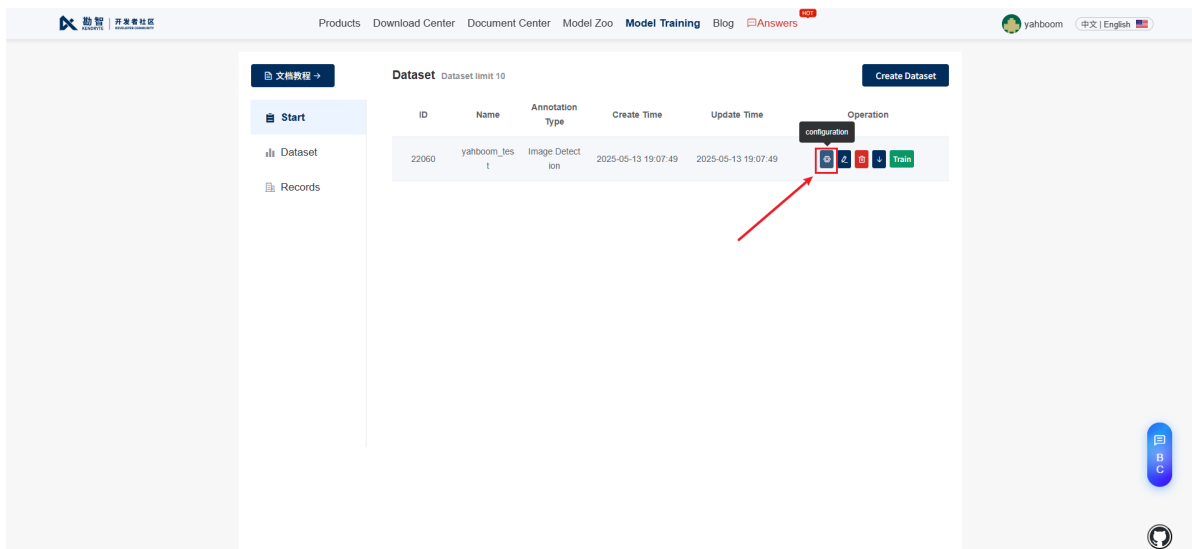 勘智 KENDRYTE 开发者社区 DEVELOPER COMMUNITY
Products Download Center Document Center Model Zoo Model Training Blog Answers HOT
yahboom 中文 | English
文档教程 →
Dataset Dataset limit 10
Create Dataset
Start
Dataset
Records
ID Name Annotation Type Create Time Update Time Operation
configuration
22060 yahboom_tes
t Image Detect
ion 2025-05-13 19:07:49 2025-05-13 19:07:49 Train
B
C